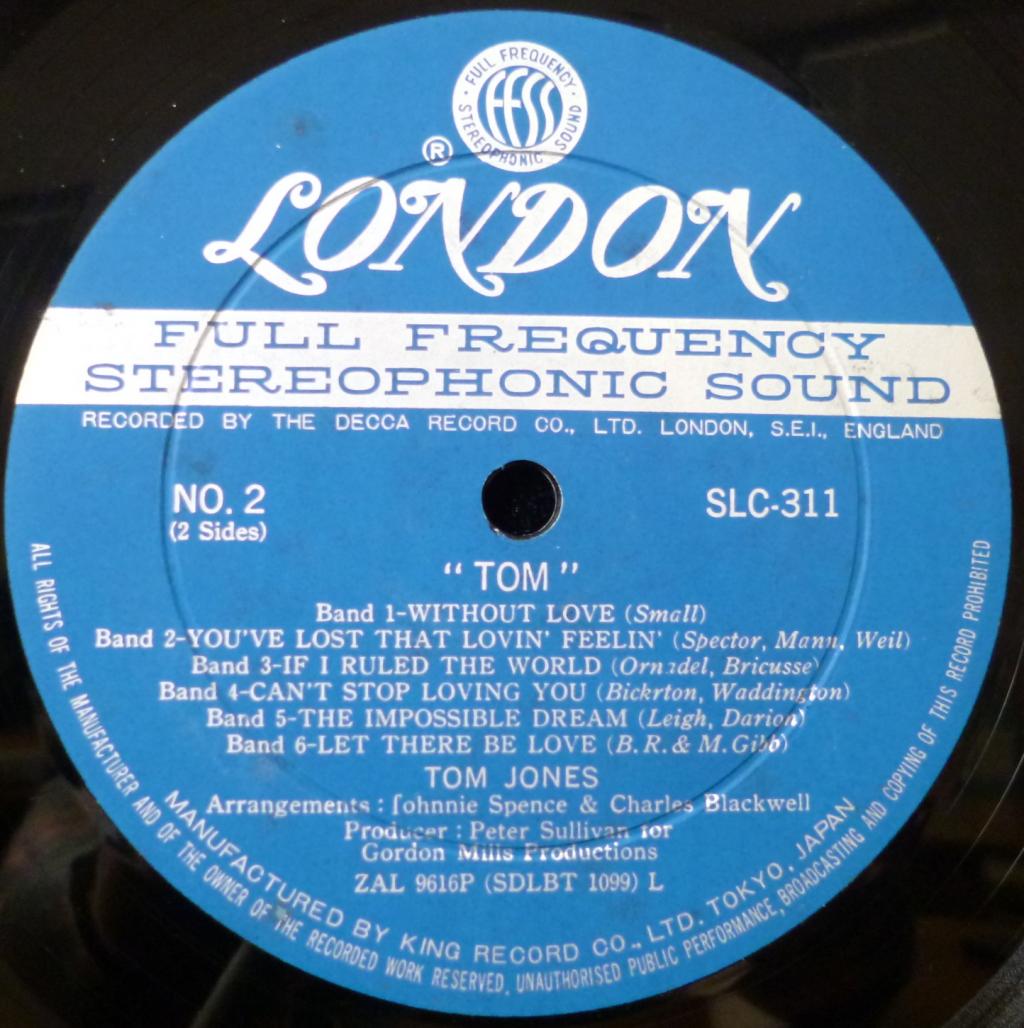 FULL FREQUENCY
STEREOPHONIC SOUND
FFSS
®
LONDON
FULL FREQUENCY
STEREOPHONIC SOUND
RECORDED BY THE DECCA RECORD CO., LTD. LONDON, S.E.I., ENGLAND
NO. 2
(2 Sides)
SLC-311
“TOM”
Band 1-WITHOUT LOVE (Small)
Band 2-YOU'VE LOST THAT LOVIN' FEELIN' (Spector, Mann, Weil)
Band 3-IF I RULED THE WORLD (Ornadel, Bricusse)
Band 4-CAN'T STOP LOVING YOU (Bickrton, Waddington)
Band 5-THE IMPOSSIBLE DREAM (Leigh, Darion)
Band 6-LET THERE BE LOVE (B. R. & M. Gibb)
TOM JONES
Arrangements : Johnnie Spence & Charles Blackwell
Producer : Peter Sullivan for
Gordon Mills Productions
ZAL 9616P (SDLBT 1099) L
MANUFACTURED BY KING RECORD CO., LTD. TOKYO, JAPAN
ALL RIGHTS OF THE MANUFACTURER AND OF THE OWNER OF THE RECORDED WORK RESERVED. UNAUTHORISED PUBLIC PERFORMANCE, BROADCASTING AND COPYING OF THIS RECORD PROHIBITED